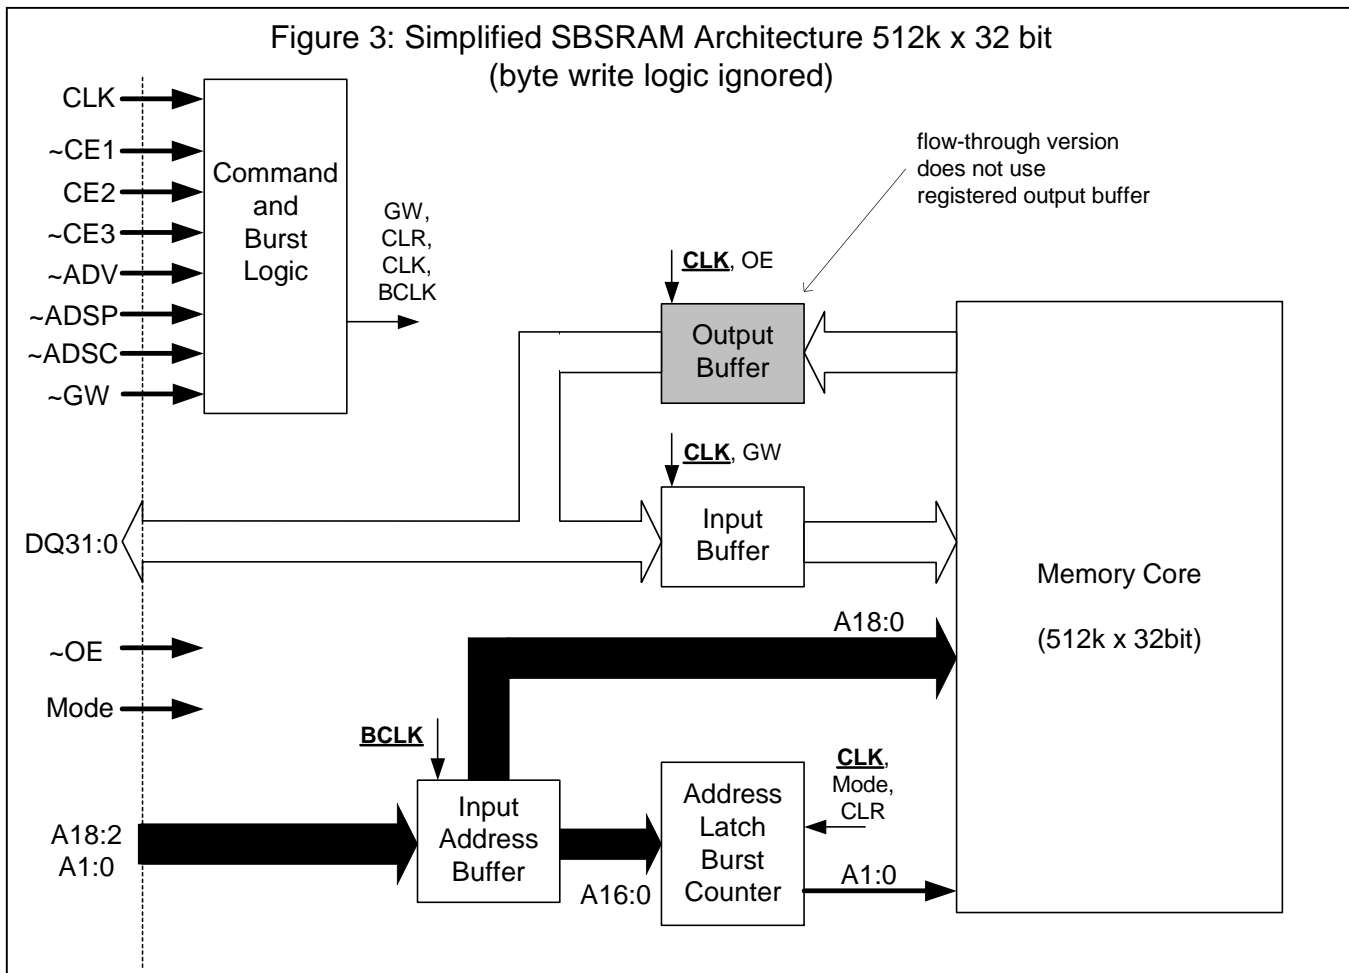 Figure 3: Simplified SBSRAM Architecture 512k x 32 bit
(byte write logic ignored)
CLK
~CE1
CE2
~CE3
~ADV
~ADSP
~ADSC
~GW
Command
and
Burst
Logic
GW,
CLR,
CLK,
BCLK
flow-through version
does not use
registered output buffer
CLK, OE
Output
Buffer
CLK, GW
Input
Buffer
DQ31:0
Memory Core
(512k x 32bit)
A18:0
~OE
Mode
BCLK
Input
Address
Buffer
A18:2
A1:0
A16:0
Address
Latch
Burst
Counter
CLK,
Mode,
CLR
A1:0